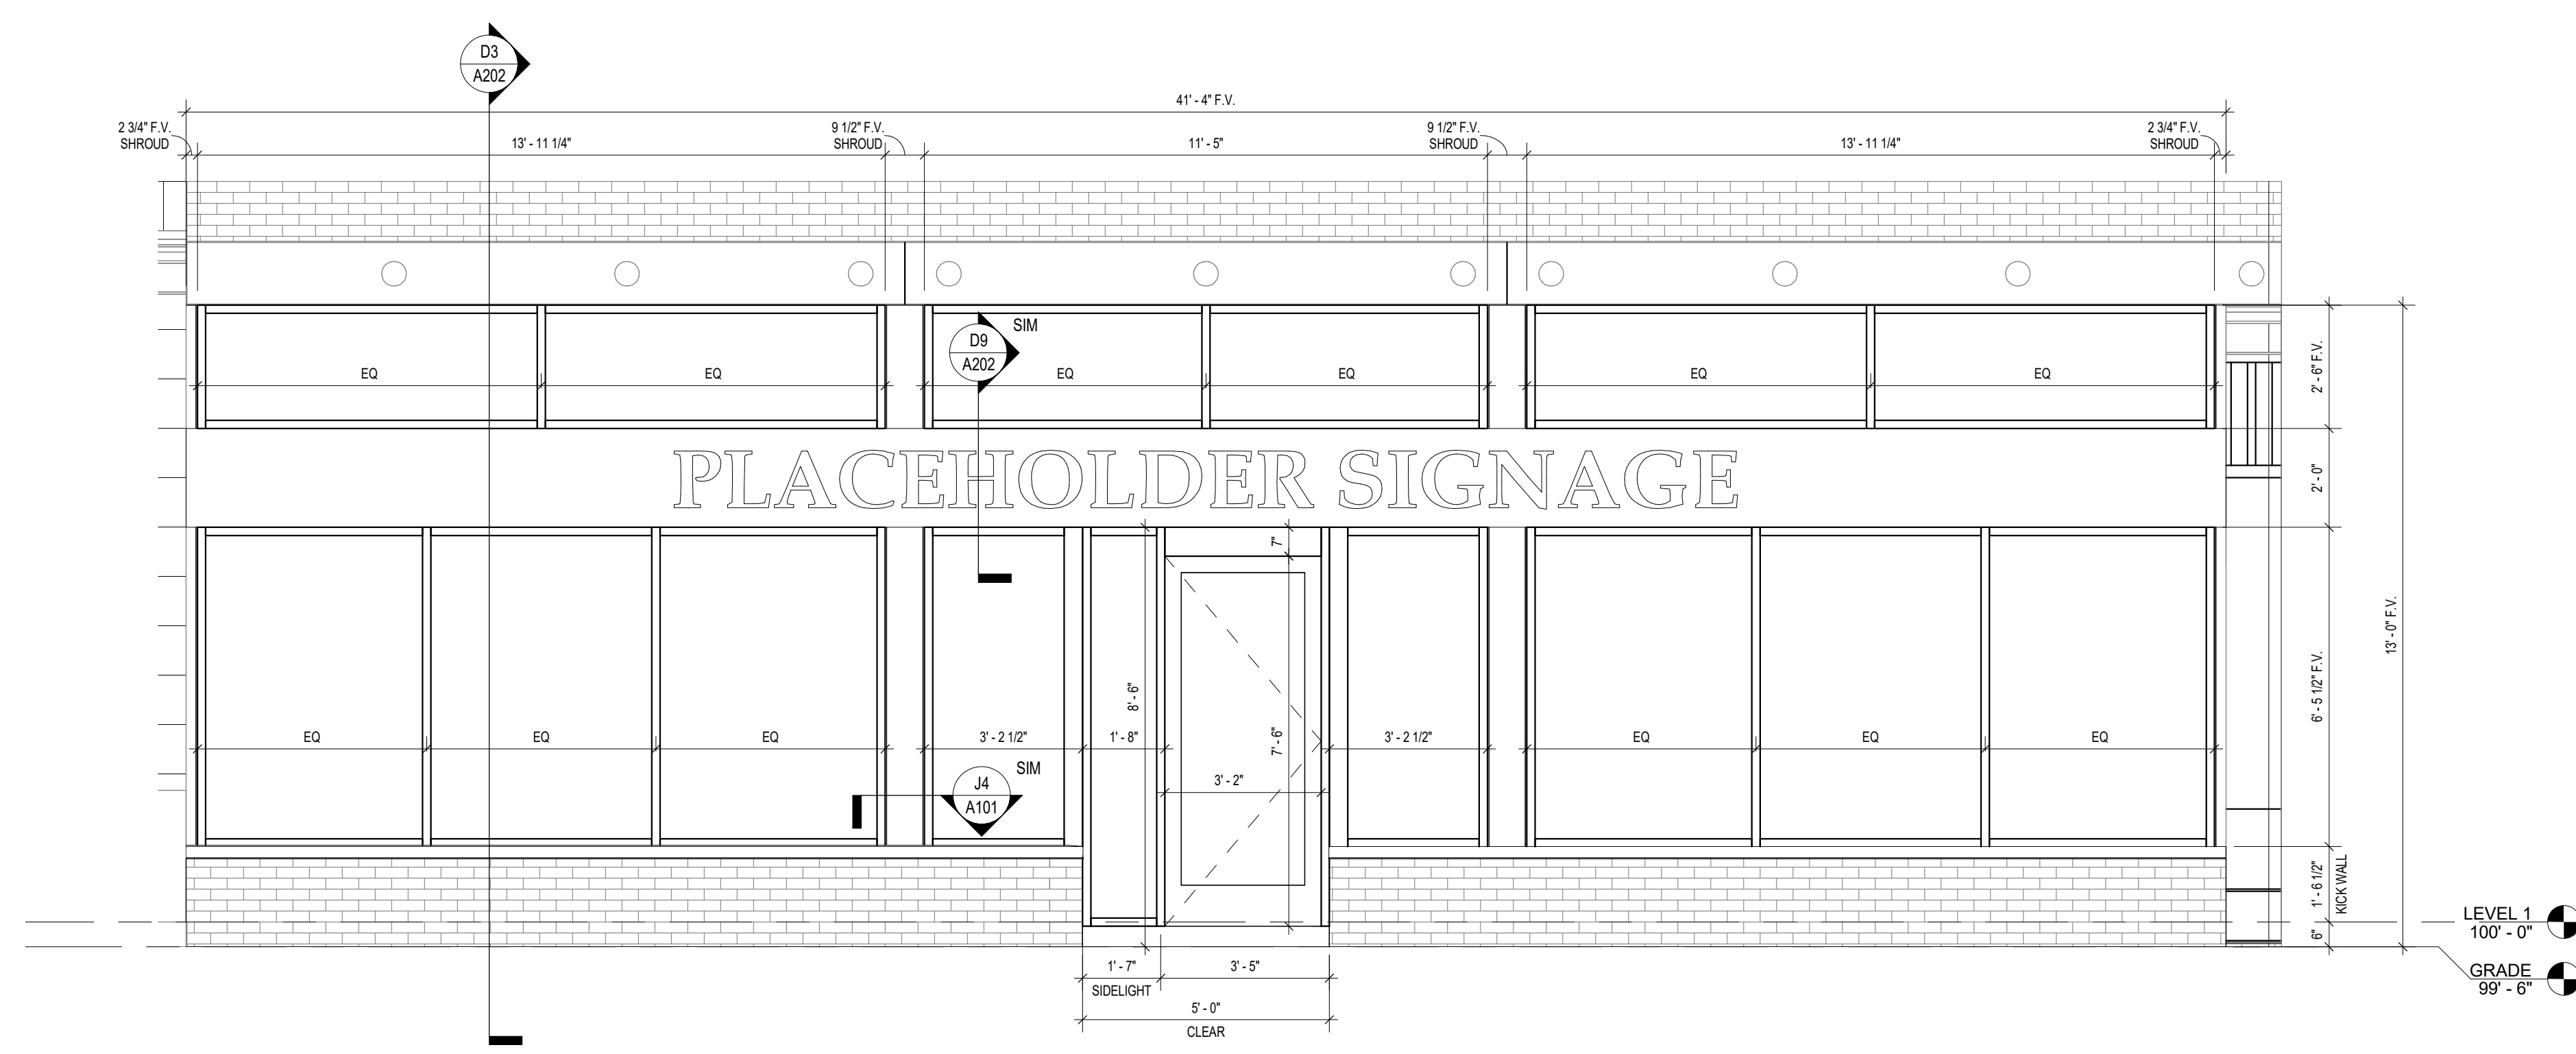 D3
A202
41' - 4" F.V.
2 3/4" F.V.
SHROUD
13' - 11 1/4"
9 1/2" F.V.
SHROUD
11' - 5"
9 1/2" F.V.
SHROUD
13' - 11 1/4"
2 3/4" F.V.
SHROUD
D9
A202
SIM
EQ
EQ
EQ
EQ
EQ
EQ
2' - 6" F.V.
PLACEHOLDER SIGNAGE
2' - 0"
7"
8' - 6"
7' - 6"
6' - 5 1/2" F.V.
13' - 0" F.V.
EQ
EQ
EQ
3' - 2 1/2"
1' - 8"
3' - 2 1/2"
EQ
EQ
EQ
3' - 2"
J4
A101
SIM
1' - 6 1/2"
KICK WALL
6"
LEVEL 1
100' - 0"
GRADE
99' - 6"
1' - 7"
SIDELIGHT
3' - 5"
5' - 0"
CLEAR